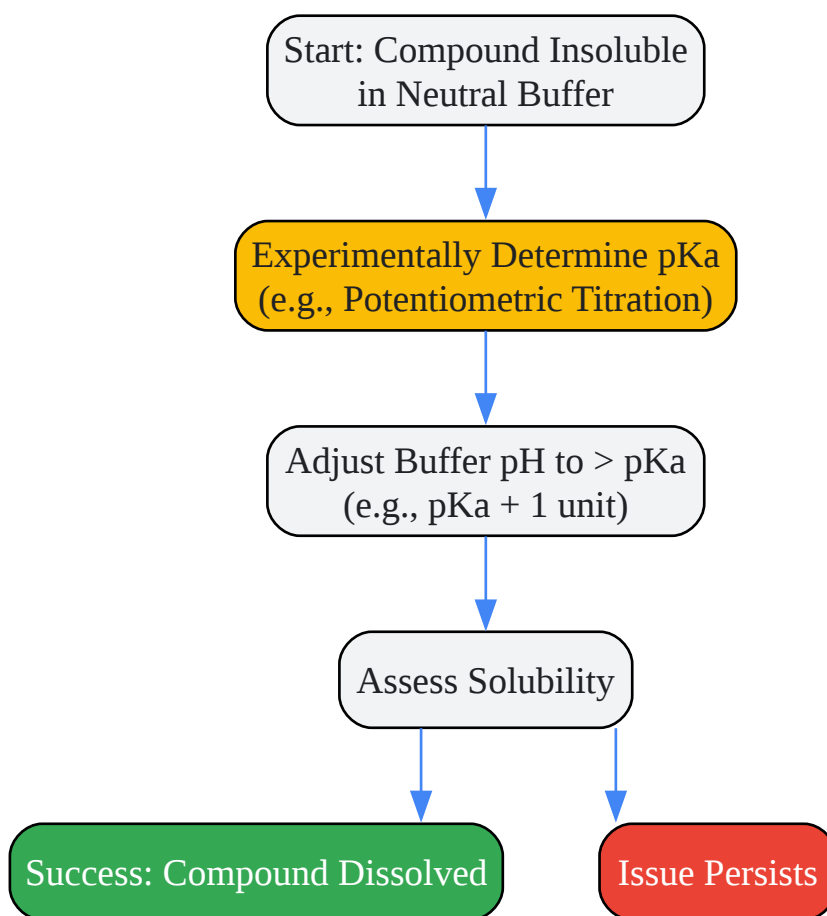 Start: Compound Insoluble
in Neutral Buffer
Experimentally Determine pKa
(e.g., Potentiometric Titration)
Adjust Buffer pH to > pKa
(e.g., pKa + 1 unit)
Assess Solubility
Success: Compound Dissolved
Issue Persists